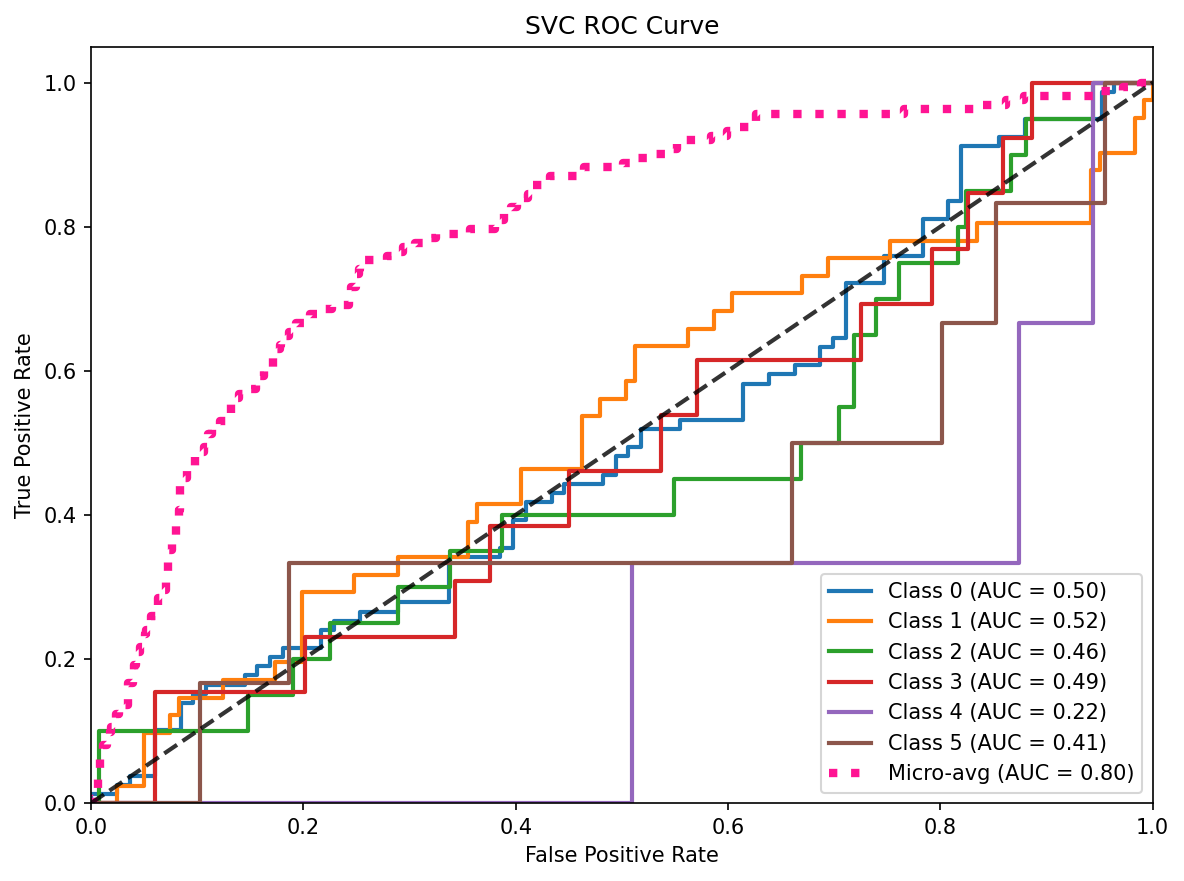 SVC ROC Curve
True Positive Rate
1.0
0.8
0.6
0.4
0.2
0.0
0.0 0.2 0.4 0.6 0.8 1.0
False Positive Rate
Class 0 (AUC = 0.50)
Class 1 (AUC = 0.52)
Class 2 (AUC = 0.46)
Class 3 (AUC = 0.49)
Class 4 (AUC = 0.22)
Class 5 (AUC = 0.41)
Micro-avg (AUC = 0.80)